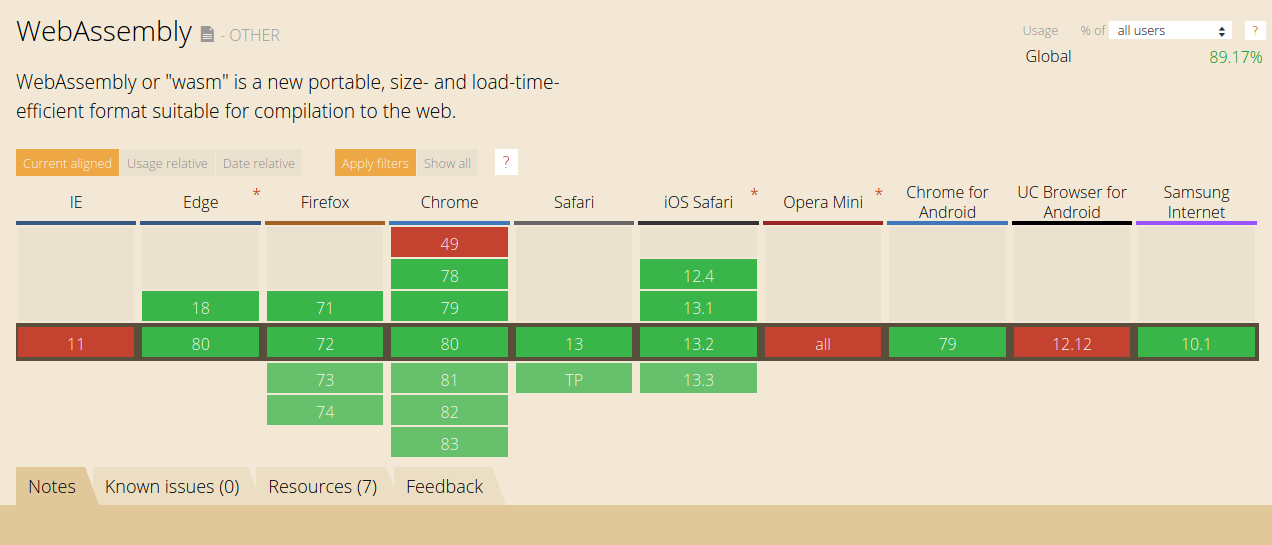 WebAssembly - OTHER
Usage % of all users ?
Global 89.17%
WebAssembly or "wasm" is a new portable, size- and load-time-
efficient format suitable for compilation to the web.
Current aligned Usage relative Date relative Apply filters Show all ?
IE Edge * Firefox Chrome Safari iOS Safari * Opera Mini * Chrome for Android UC Browser for Android Samsung Internet
49
78 12.4
18 71 79 13.1
11 80 72 80 13 13.2 all 79 12.12 10.1
73 81 TP 13.3
74 82
83
Notes Known issues (0) Resources (7) Feedback